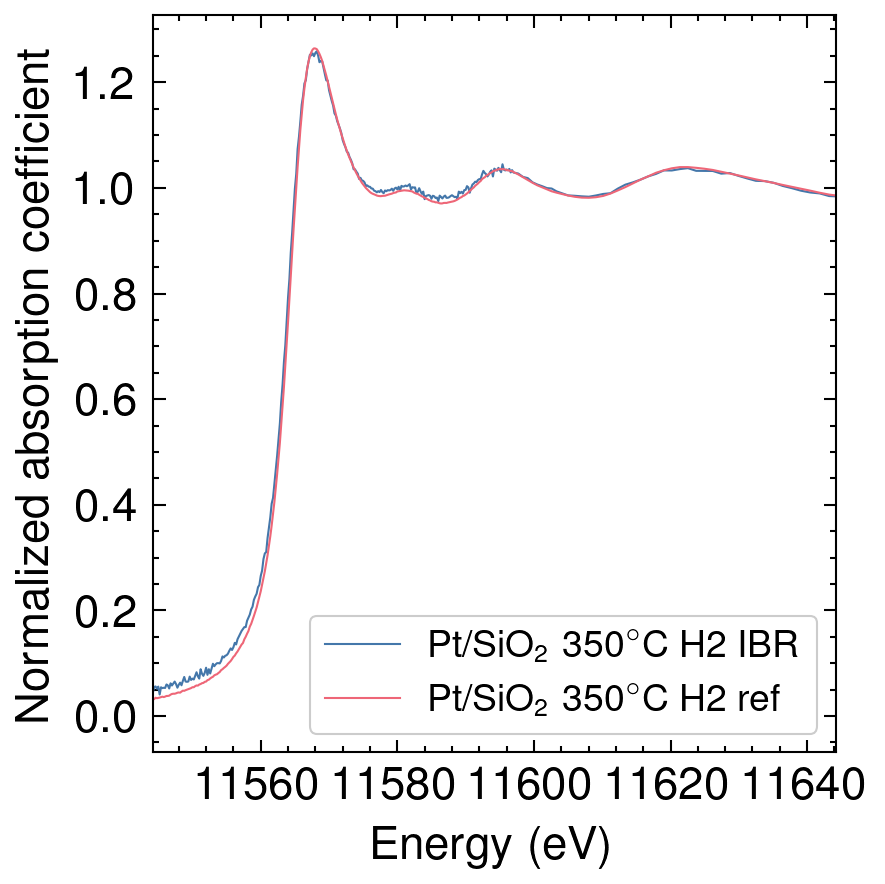 Normalized absorption coefficient
1.2
1.0
0.8
0.6
0.4
0.2
0.0
Pt/SiO₂ 350°C H2 IBR
Pt/SiO₂ 350°C H2 ref
11560 11580 11600 11620 11640
Energy (eV)